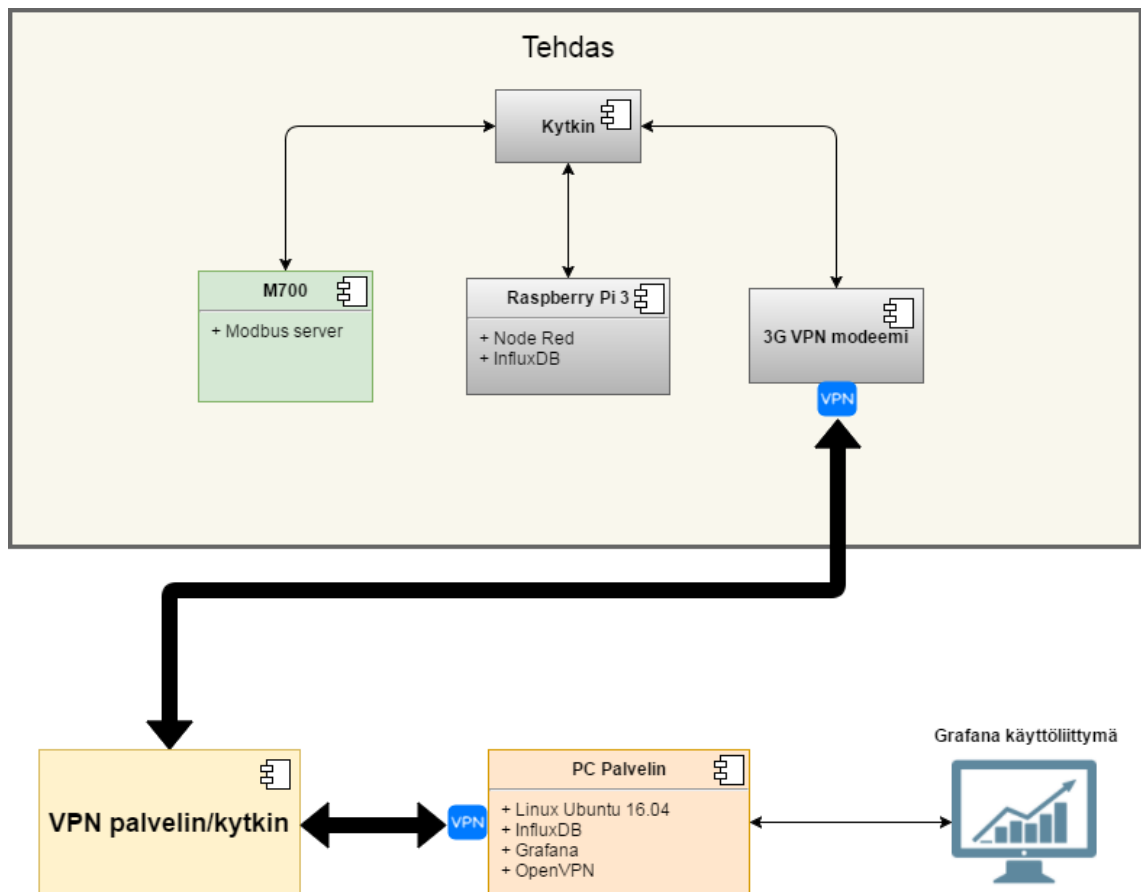 Tehdas
Kytkin
M700
+ Modbus server
Raspberry Pi 3
+ Node Red
+ InfluxDB
3G VPN modeemi
VPN
VPN palvelin/kytkin
VPN
PC Palvelin
+ Linux Ubuntu 16.04
+ InfluxDB
+ Grafana
+ OpenVPN
Grafana käyttöliittymä